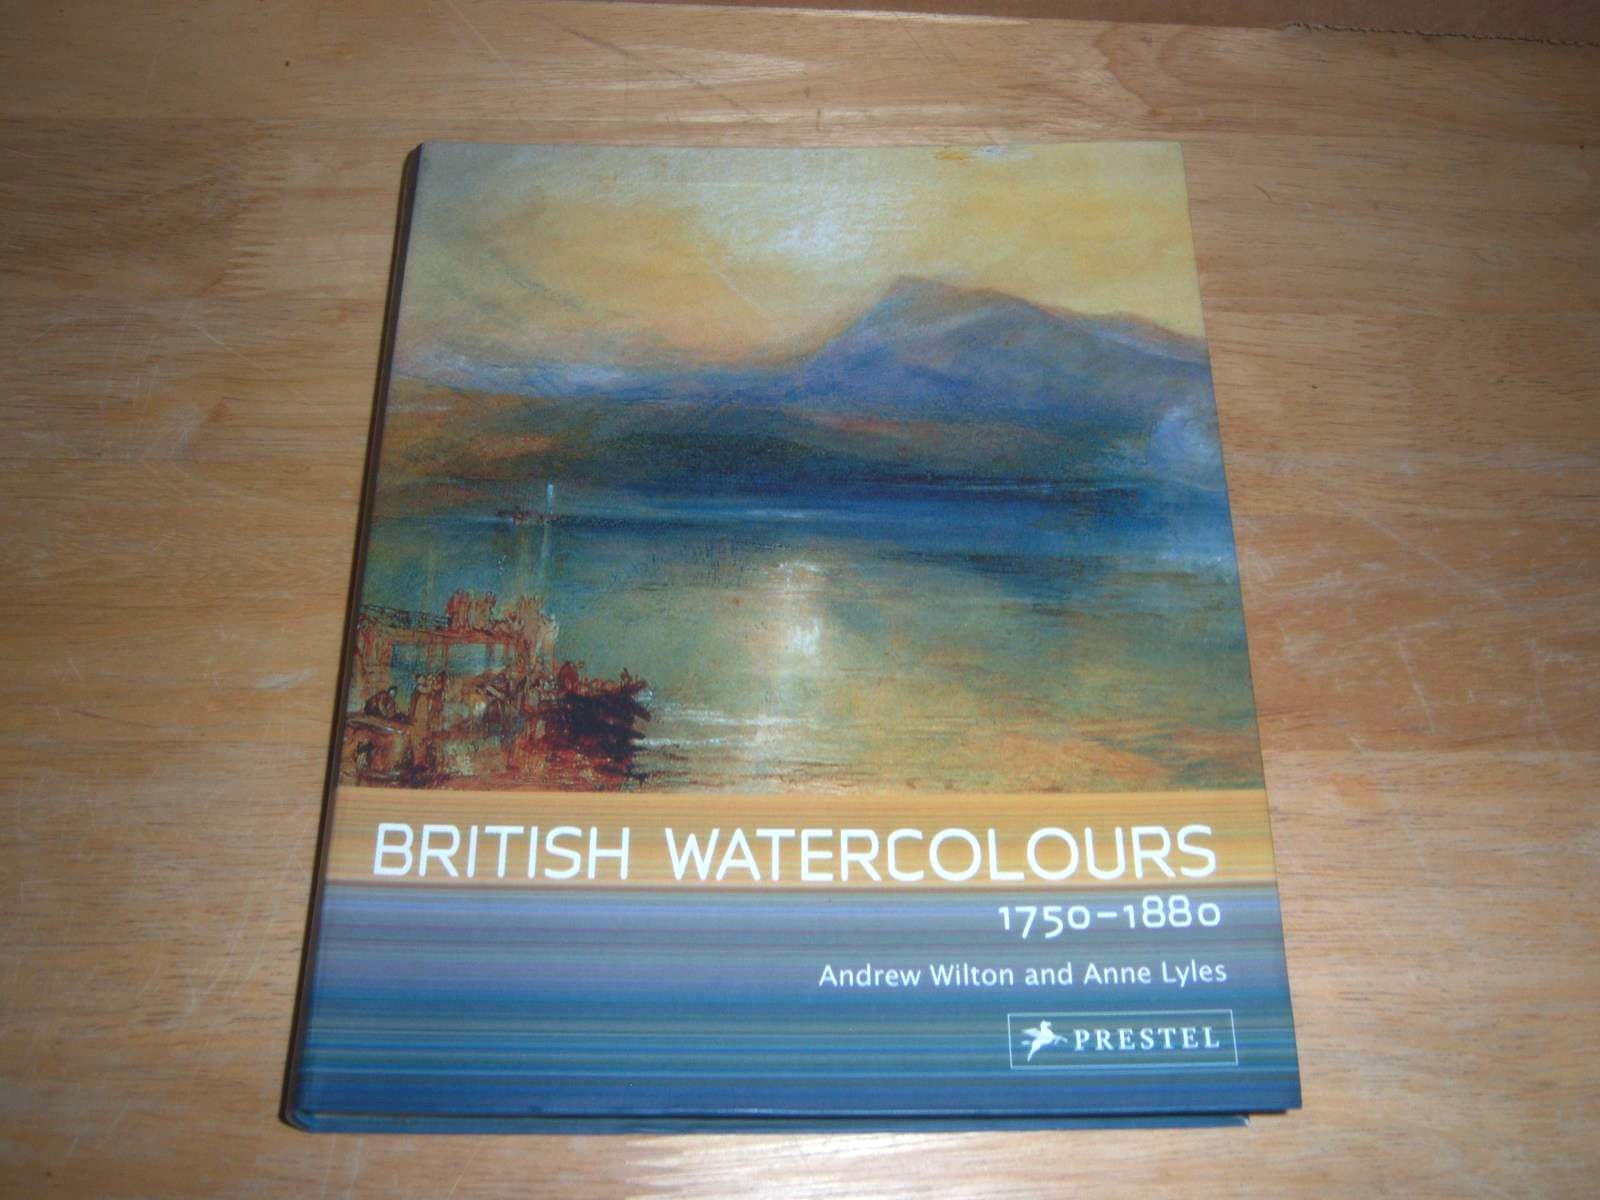 BRITISH WATERCOLOURS
1750–1880
Andrew Wilton and Anne Lyles
PRESTEL